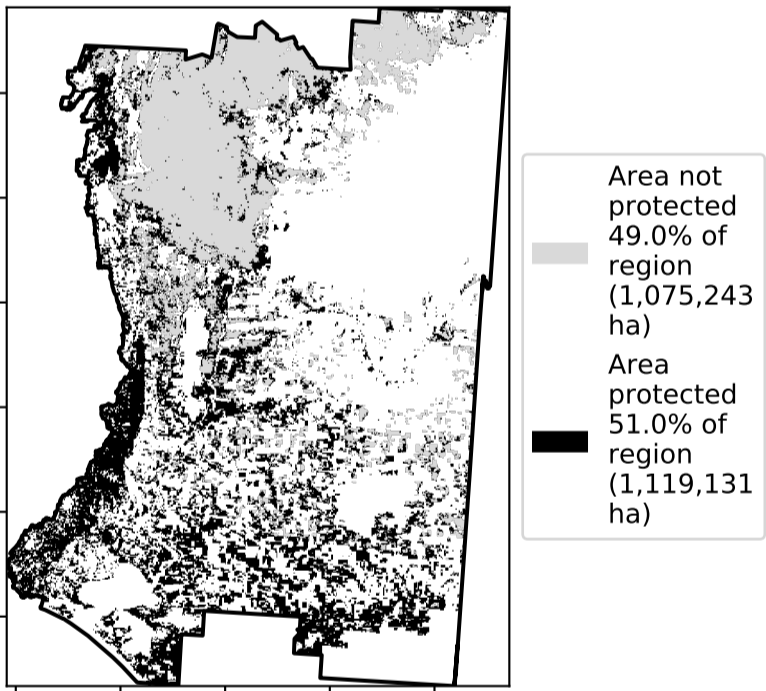 Area not
protected
49.0% of
region
(1,075,243
ha)
Area
protected
51.0% of
region
(1,119,131
ha)